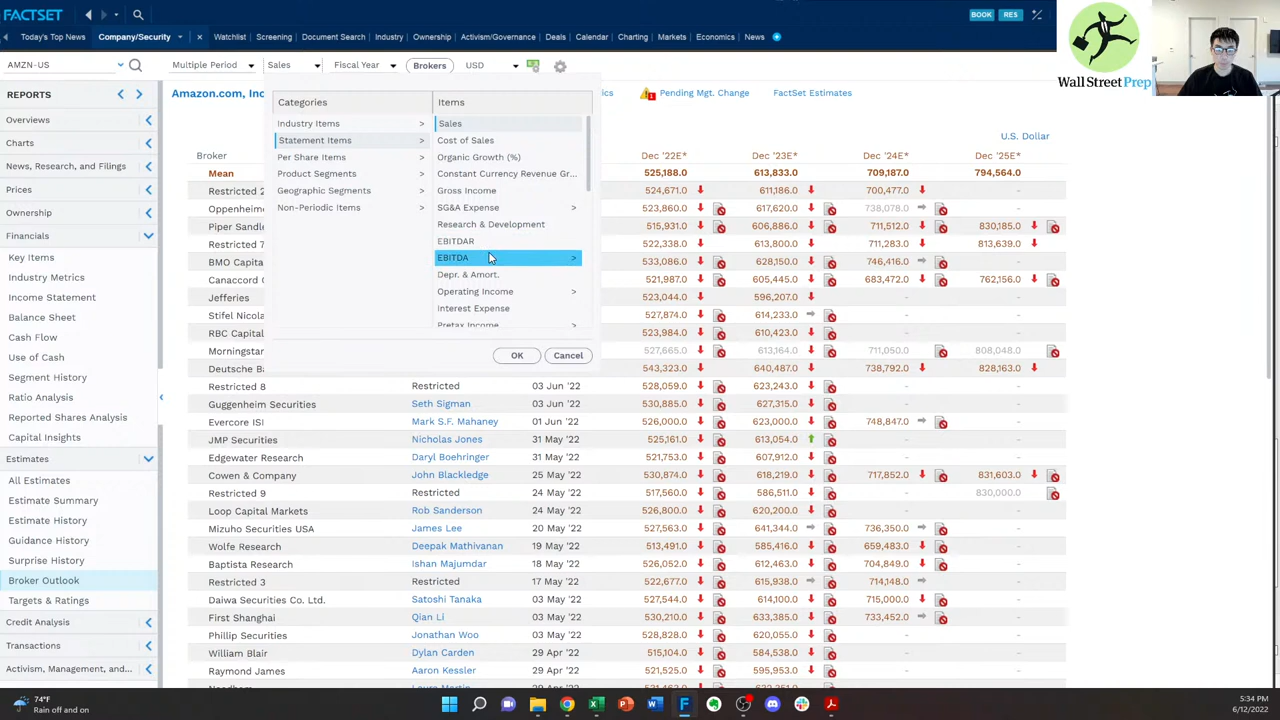 FACTSET
BOOK
RES
Today's Top News
Company/Security
Watchlist
Screening
Document Search
Industry
Ownership
Activism/Governance
Deals
Calendar
Charting
Markets
Economics
News
Wall Street Prep
AMZN-US
Multiple Period
Sales
Fiscal Year
Brokers
USD
REPORTS
Overviews
Charts
News, Research, and Filings
Prices
Ownership
Financials
Key Items
Industry Metrics
Income Statement
Balance Sheet
Cash Flow
Use of Cash
Segment History
Ratio Analysis
Reported Shares Analysis
Capital Insights
Estimates
All Estimates
Estimate Summary
Estimate History
Guidance History
Surprise History
Broker Outlook
Targets & Ratings
Credit Analysis
Transactions
Activism, Management, and...
Amazon.com, Inc
ics
Pending Mgt. Change
FactSet Estimates
U.S. Dollar
Categories
Items
Industry Items >
Statement Items >
Per Share Items >
Product Segments >
Geographic Segments >
Non-Periodic Items >
Sales
Cost of Sales
Organic Growth (%)
Constant Currency Revenue Gr...
Gross Income
SG&A Expense >
Research & Development
EBITDAR
EBITDA >
Depr. & Amort.
Operating Income >
Interest Expense
Pretax Income >
OK
Cancel
Broker Dec '22E* Dec '23E* Dec '24E* Dec '25E*
Mean 525,188.0 613,833.0 709,187.0 794,564.0
Restricted 2 524,671.0 611,186.0 700,477.0 -
Oppenheime 523,860.0 617,620.0 738,078.0 -
Piper Sandle 515,931.0 606,886.0 711,512.0 830,185.0
Restricted 7 522,338.0 613,800.0 711,283.0 813,639.0
BMO Capita 533,086.0 628,150.0 746,416.0 -
Canaccord 521,987.0 605,445.0 683,472.0 762,156.0
Jefferies 523,044.0 596,207.0 - -
Stifel Nicola 527,874.0 614,233.0 - -
RBC Capital 523,984.0 610,423.0 - -
Morningstar 527,665.0 613,164.0 711,050.0 808,048.0
Deutsche Ba 543,323.0 640,487.0 738,792.0 828,163.0
Restricted 8 Restricted 03 Jun '22 528,059.0 623,243.0 - -
Guggenheim Securities Seth Sigman 03 Jun '22 530,885.0 627,315.0 - -
Evercore ISI Mark S.F. Mahaney 01 Jun '22 526,000.0 623,000.0 748,847.0 -
JMP Securities Nicholas Jones 31 May '22 525,161.0 613,054.0 - -
Edgewater Research Daryl Boehringer 31 May '22 521,753.0 607,912.0 - -
Cowen & Company John Blackledge 25 May '22 530,874.0 618,219.0 717,852.0 831,603.0
Restricted 9 Restricted 24 May '22 517,560.0 586,511.0 - 830,000.0
Loop Capital Markets Rob Sanderson 24 May '22 526,800.0 620,200.0 - -
Mizuho Securities USA James Lee 20 May '22 527,563.0 641,344.0 736,350.0 -
Wolfe Research Deepak Mathivanan 19 May '22 513,491.0 585,416.0 659,483.0 -
Baptista Research Ishan Majumdar 18 May '22 526,052.0 612,463.0 704,849.0 -
Restricted 3 Restricted 17 May '22 522,677.0 615,938.0 714,148.0 -
Daiwa Securities Co. Ltd. Satoshi Tanaka 04 May '22 527,544.0 614,100.0 715,000.0 -
First Shanghai Qian Li 03 May '22 530,210.0 633,385.0 733,452.0 -
Phillip Securities Jonathan Woo 03 May '22 528,828.0 620,055.0 - -
William Blair Dylan Carden 29 Apr '22 515,104.0 584,538.0 - -
Raymond James Aaron Kessler 29 Apr '22 521,525.0 595,953.0 - -
74°F
Rain off and on
5:34 PM
6/12/2022